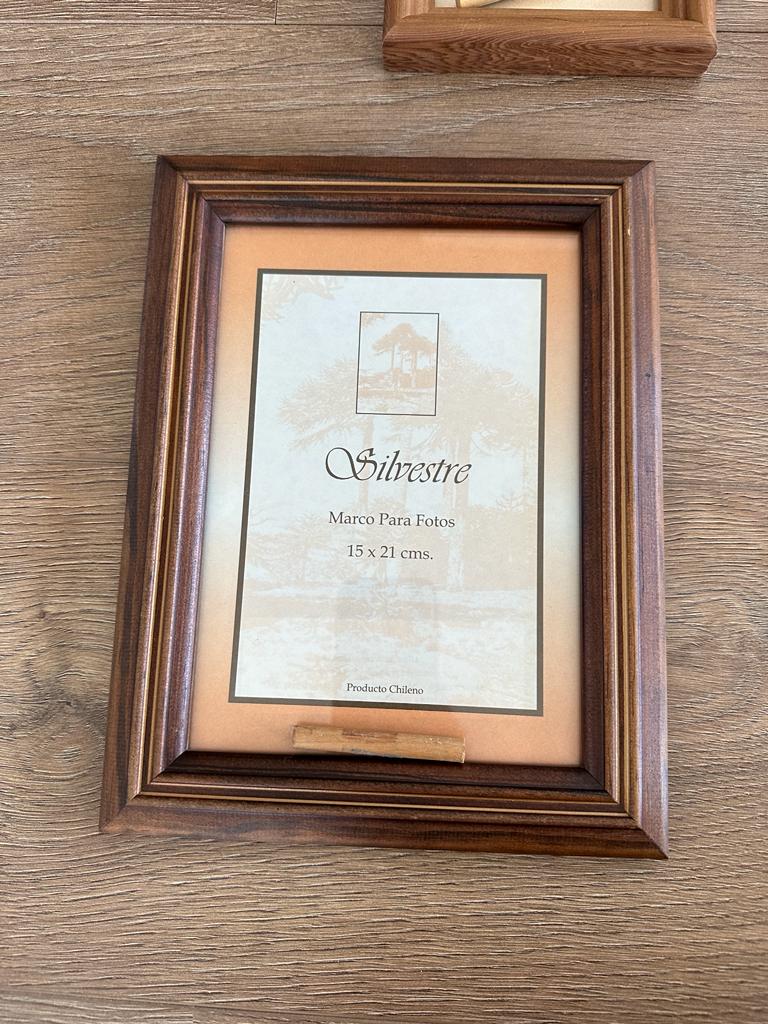 Silvestre
Marco Para Fotos
15 x 21 cms.
Producto Chileno